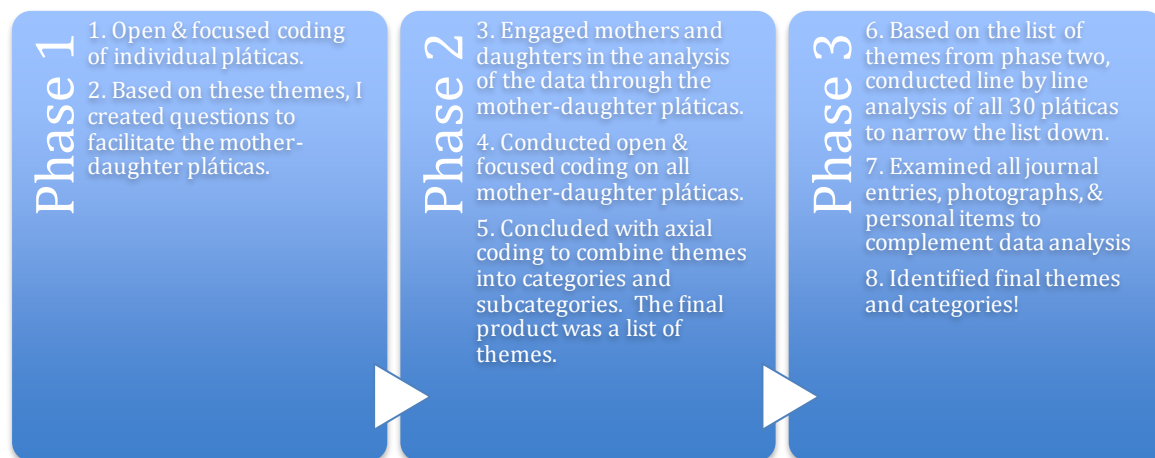 Phase 1
1. Open & focused coding
of individual pláticas.
2. Based on these themes, I
created questions to
facilitate the mother-
daughter pláticas.
Phase 2
3. Engaged mothers and
daughters in the analysis
of the data through the
mother-daughter pláticas.
4. Conducted open &
focused coding on all
mother-daughter pláticas.
5. Concluded with axial
coding to combine themes
into categories and
subcategories. The final
product was a list of
themes.
Phase 3
6. Based on the list of
themes from phase two,
conducted line by line
analysis of all 30 pláticas
to narrow the list down.
7. Examined all journal
entries, photographs, &
personal items to
complement data analysis
8. Identified final themes
and categories!